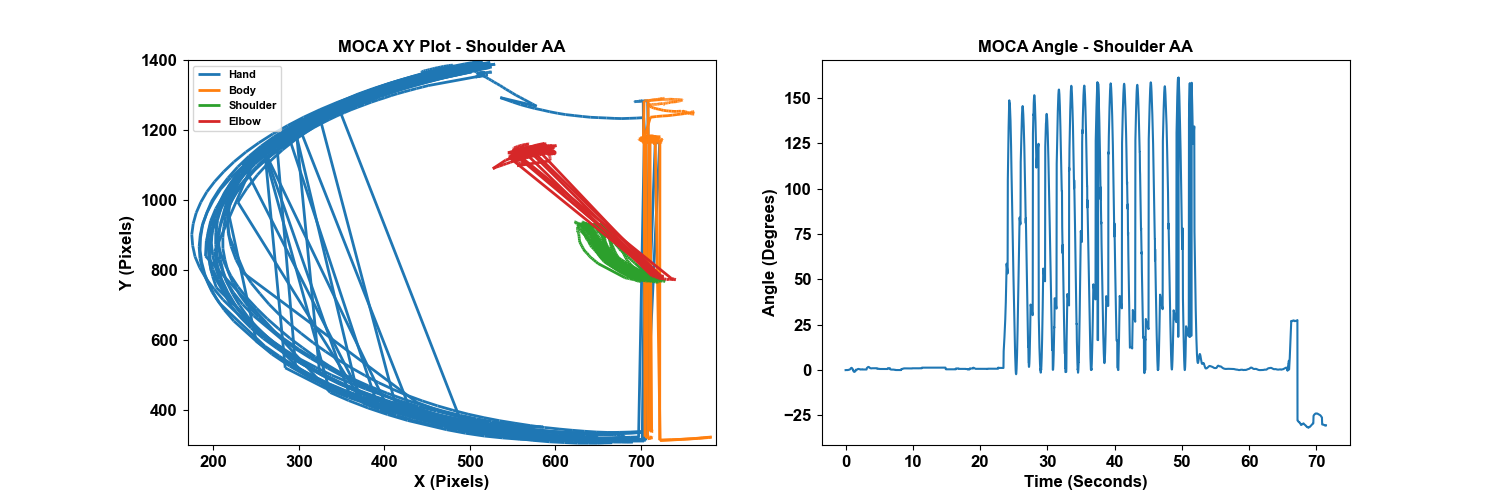 MOCA XY Plot - Shoulder AA
1400
1200
1000
800
600
400
Y (Pixels)
Hand
Body
Shoulder
Elbow
200
300
400
500
600
700
X (Pixels)
MOCA Angle - Shoulder AA
150
125
100
75
50
25
0
−25
Angle (Degrees)
0
10
20
30
40
50
60
70
Time (Seconds)